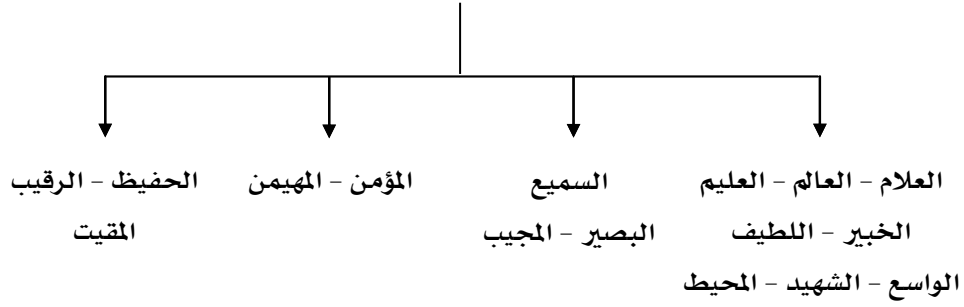 العلام – العالم – العليم
الخبير – اللطيف
الواسع – الشهيد – المحيط
السميع
البصير – المجيب
المؤمن – المهيمن
الحفيظ – الرقيب
المقيت